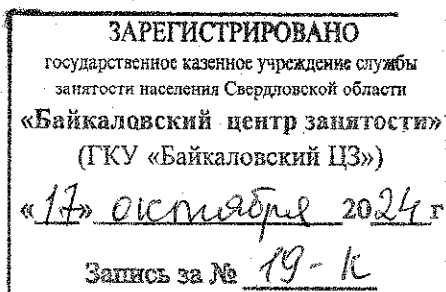 ЗАРЕГИСТРИРОВАНО
государственное казенное учреждение службы
занятости населения Свердловской области
«Байкаловский центр занятости»
(ГКУ «Байкаловский ЦЗ»)
«17» октября 2024 г
Запись за № 19-К